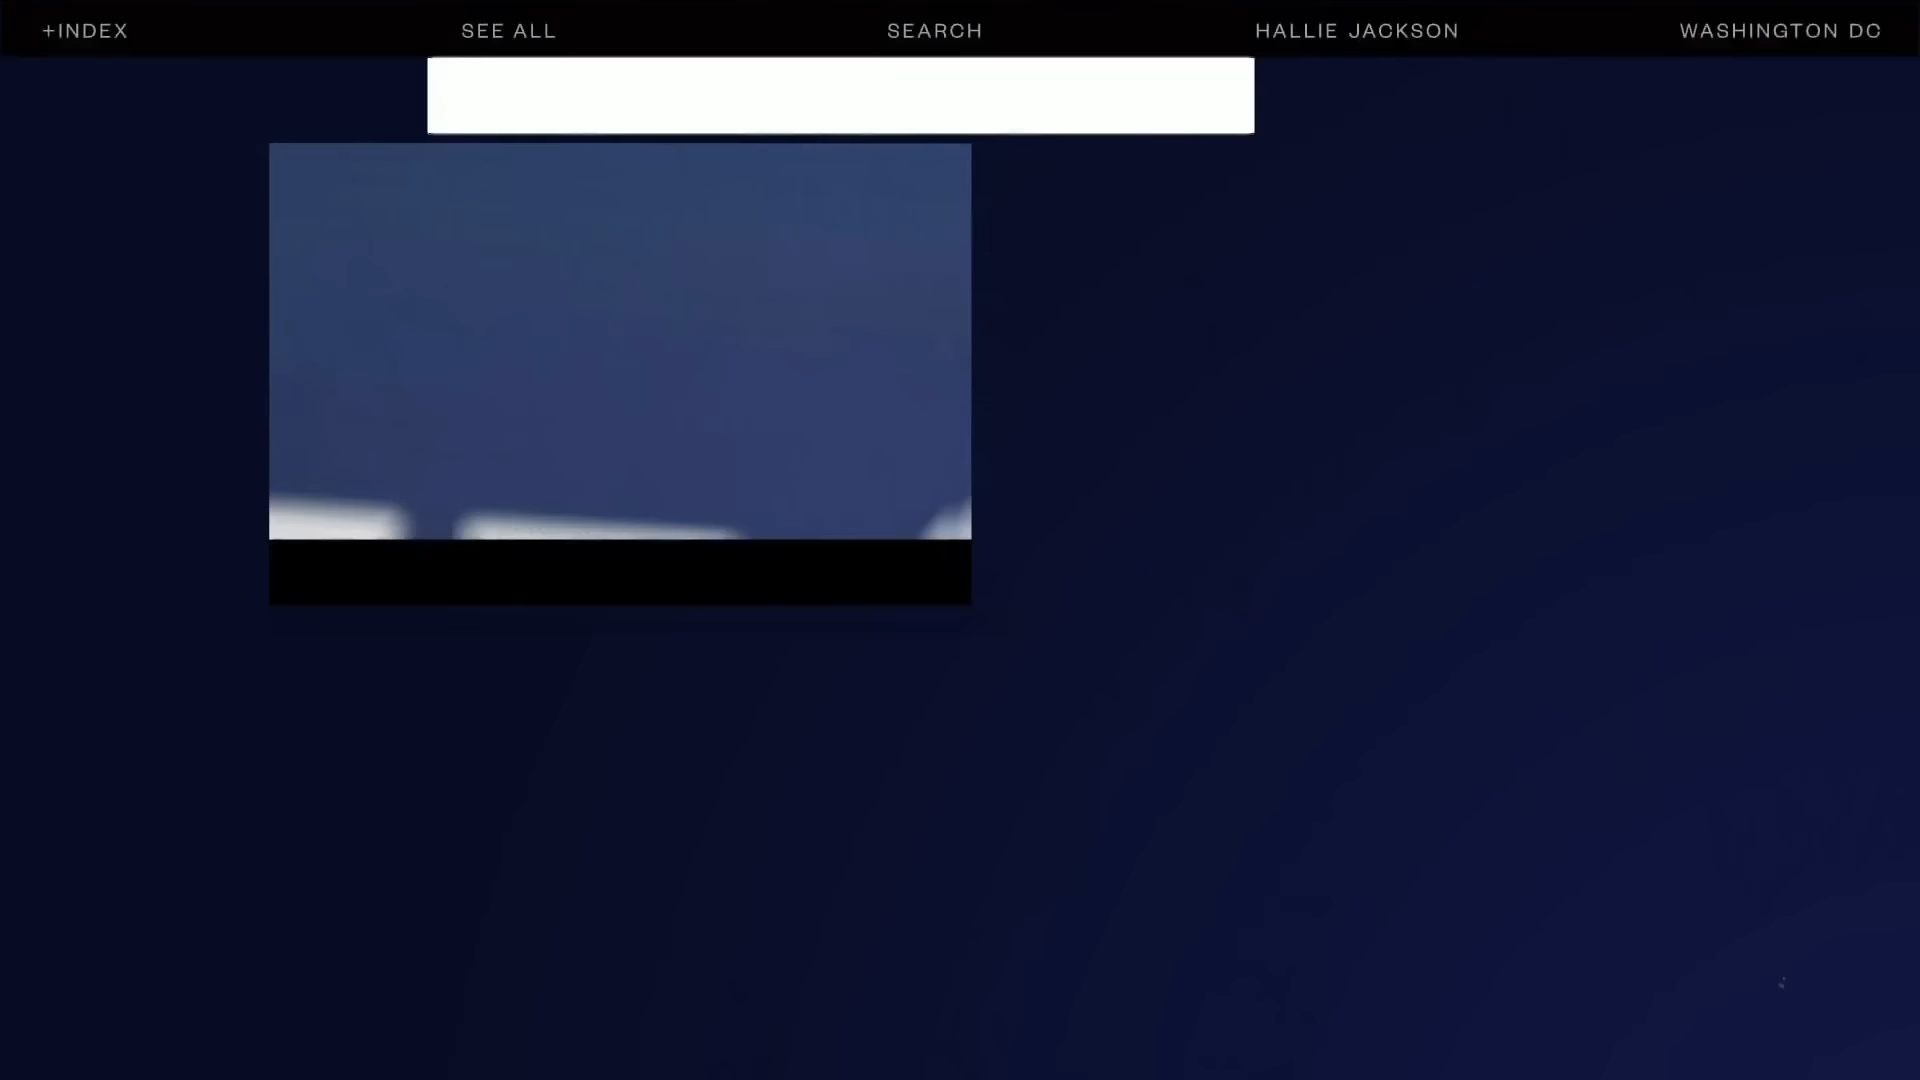 +INDEX
SEE ALL
SEARCH
HALLIE JACKSON
WASHINGTON DC